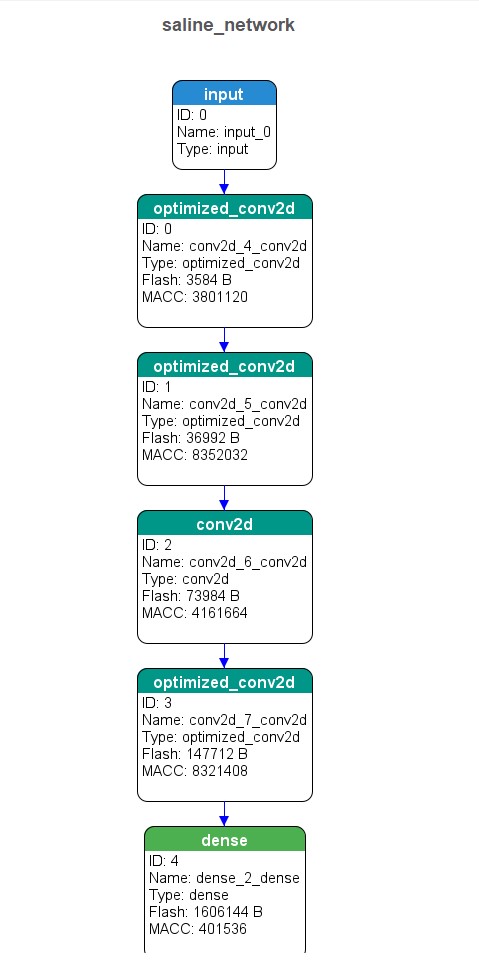 saline_network
input
ID: 0
Name: input_0
Type: input
optimized_conv2d
ID: 0
Name: conv2d_4_conv2d
Type: optimized_conv2d
Flash: 3584 B
MACC: 3801120
optimized_conv2d
ID: 1
Name: conv2d_5_conv2d
Type: optimized_conv2d
Flash: 36992 B
MACC: 8352032
conv2d
ID: 2
Name: conv2d_6_conv2d
Type: conv2d
Flash: 73984 B
MACC: 4161664
optimized_conv2d
ID: 3
Name: conv2d_7_conv2d
Type: optimized_conv2d
Flash: 147712 B
MACC: 8321408
dense
ID: 4
Name: dense_2_dense
Type: dense
Flash: 1606144 B
MACC: 401536